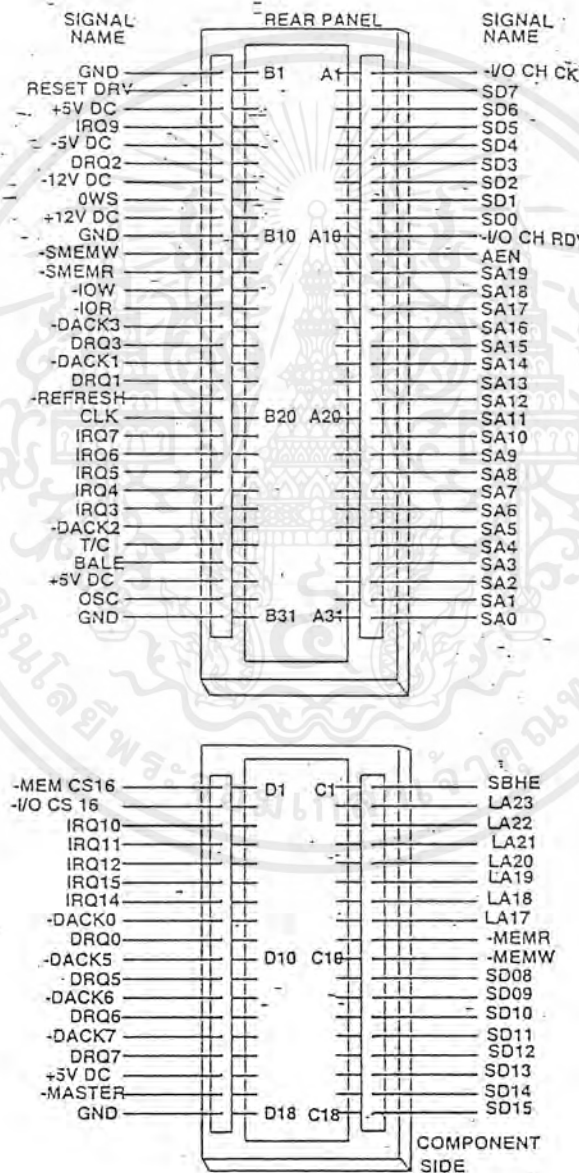 SIGNAL NAME
REAR PANEL
SIGNAL NAME
GND B1 A1 -I/O CH CK
RESET DRV SD7
+5V DC SD6
IRQ9 SD5
-5V DC SD4
DRQ2 SD3
-12V DC SD2
0WS SD1
+12V DC SD0
GND B10 A10 -I/O CH RDY
-SMEMW AEN
-SMEMR SA19
-IOW SA18
-IOR SA17
-DACK3 SA16
DRQ3 SA15
-DACK1 SA14
DRQ1 SA13
-REFRESH SA12
CLK B20 A20 SA11
IRQ7 SA10
IRQ6 SA9
IRQ5 SA8
IRQ4 SA7
IRQ3 SA6
-DACK2 SA5
T/C SA4
BALE SA3
+5V DC SA2
OSC SA1
GND B31 A31 SA0
-MEM CS16 D1 C1 SBHE
-I/O CS 16 LA23
IRQ10 LA22
IRQ11 LA21
IRQ12 LA20
IRQ15 LA19
IRQ14 LA18
-DACK0 LA17
DRQ0 -MEMR
-DACK5 D10 C10 -MEMW
DRQ5 SD08
-DACK6 SD09
DRQ6 SD10
-DACK7 SD11
DRQ7 SD12
+5V DC SD13
-MASTER SD14
GND D18 C18 SD15
COMPONENT
SIDE